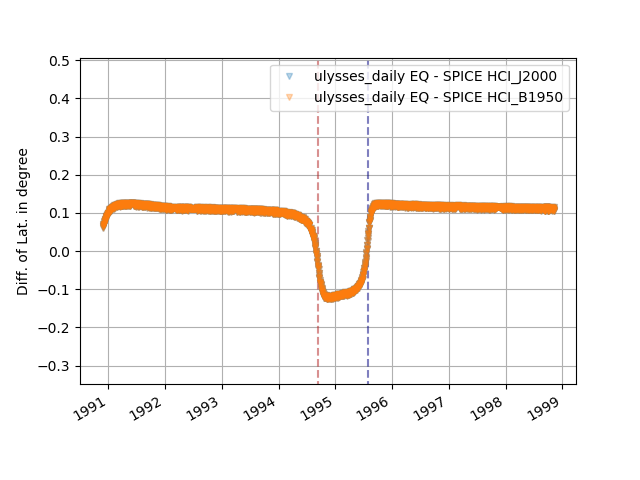 ulysses_daily EQ - SPICE HCI_J2000
ulysses_daily EQ - SPICE HCI_B1950
Diff. of Lat. in degree
0.5
0.4
0.3
0.2
0.1
0.0
−0.1
−0.2
−0.3
1991 1992 1993 1994 1995 1996 1997 1998 1999